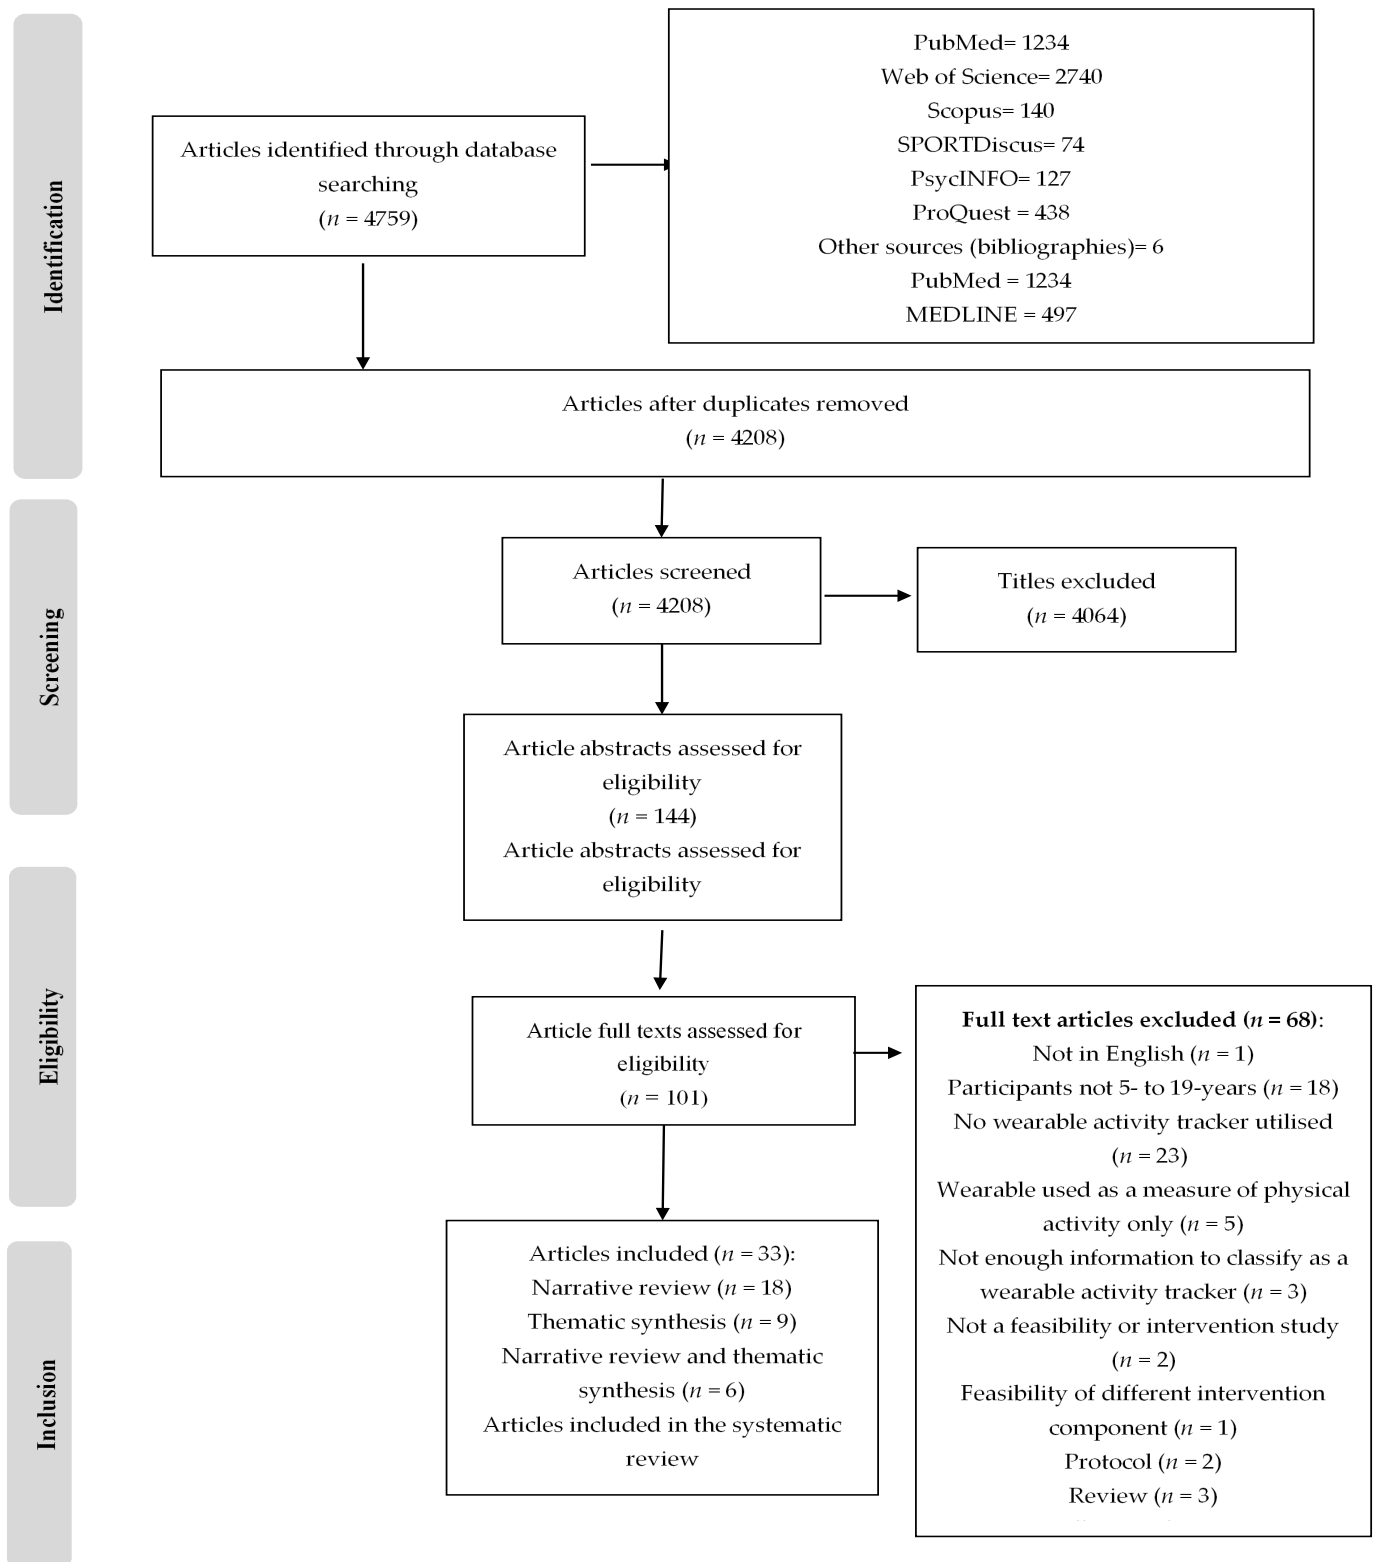 Identification
Articles identified through database
searching
(n = 4759)
PubMed= 1234
Web of Science= 2740
Scopus= 140
SPORTDiscus= 74
PsycINFO= 127
ProQuest = 438
Other sources (bibliographies)= 6
PubMed = 1234
MEDLINE = 497
Articles after duplicates removed
(n = 4208)
Screening
Articles screened
(n = 4208)
Titles excluded
(n = 4064)
Article abstracts assessed for
eligibility
(n = 144)
Article abstracts assessed for
eligibility
Eligibility
Article full texts assessed for
eligibility
(n = 101)
Full text articles excluded (n = 68):
Not in English (n = 1)
Participants not 5- to 19-years (n = 18)
No wearable activity tracker utilised
(n = 23)
Wearable used as a measure of physical
activity only (n = 5)
Not enough information to classify as a
wearable activity tracker (n = 3)
Not a feasibility or intervention study
(n = 2)
Feasibility of different intervention
component (n = 1)
Protocol (n = 2)
Review (n = 3)
Inclusion
Articles included (n = 33):
Narrative review (n = 18)
Thematic synthesis (n = 9)
Narrative review and thematic
synthesis (n = 6)
Articles included in the systematic
review